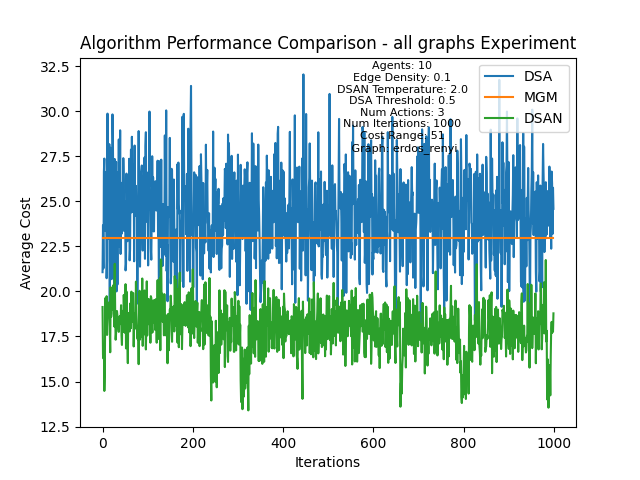 Algorithm Performance Comparison - all graphs Experiment
Average Cost
32.5
30.0
27.5
25.0
22.5
20.0
17.5
15.0
12.5
Agents: 10
Edge Density: 0.1
DSAN Temperature: 2.0
DSA Threshold: 0.5
Num Actions: 3
Num Iterations: 1000
Cost Range: 51
Graph: erdos_renyi
DSA
MGM
DSAN
0 200 400 600 800 1000
Iterations